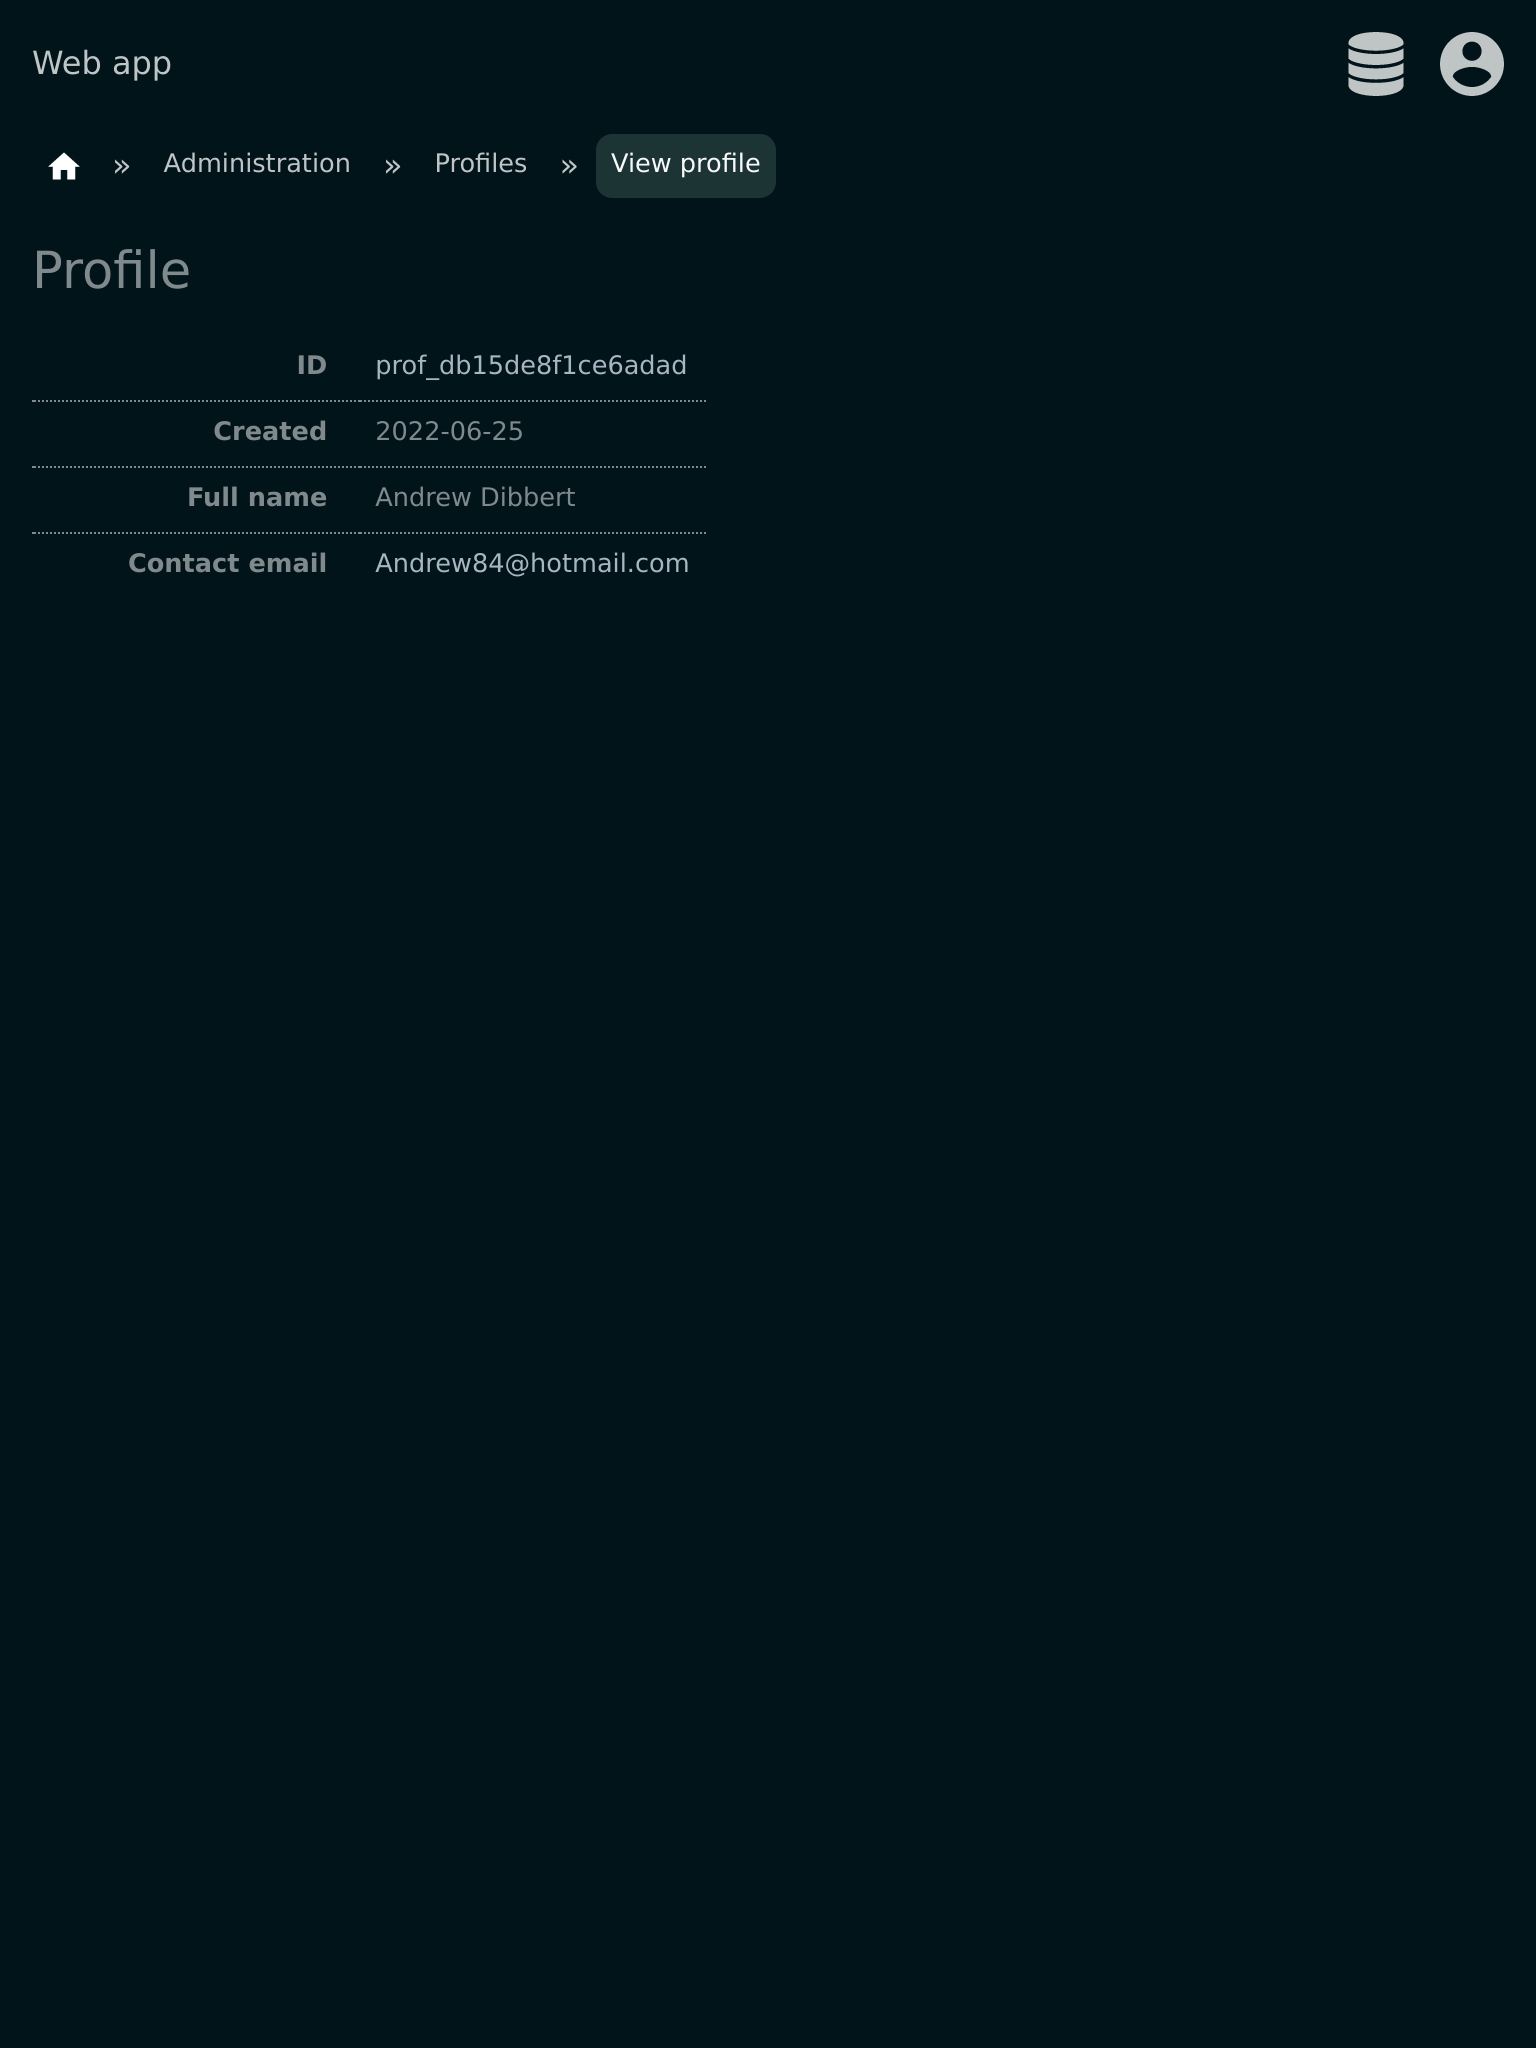 Web app
» Administration » Profiles » View profile
Profile
ID prof_db15de8f1ce6adad
Created 2022-06-25
Full name Andrew Dibbert
Contact email Andrew84@hotmail.com